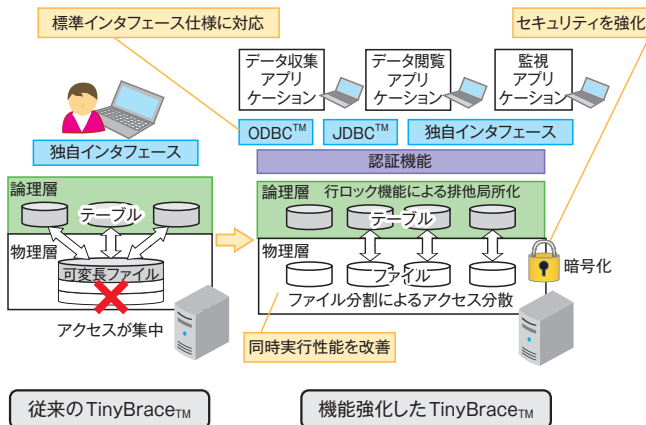 標準インタフェース仕様に対応
セキュリティを強化
データ収集
アプリ
ケーション
データ閲覧
アプリ
ケーション
監視
アプリ
ケーション
独自インタフェース
ODBC™
JDBC™
独自インタフェース
認証機能
論理層
テーブル
物理層
可変長ファイル
アクセスが集中
論理層 行ロック機能による排他局所化
テーブル
物理層
ファイル
ファイル分割によるアクセス分散
暗号化
同時実行性能を改善
従来のTinyBrace™
機能強化したTinyBrace™